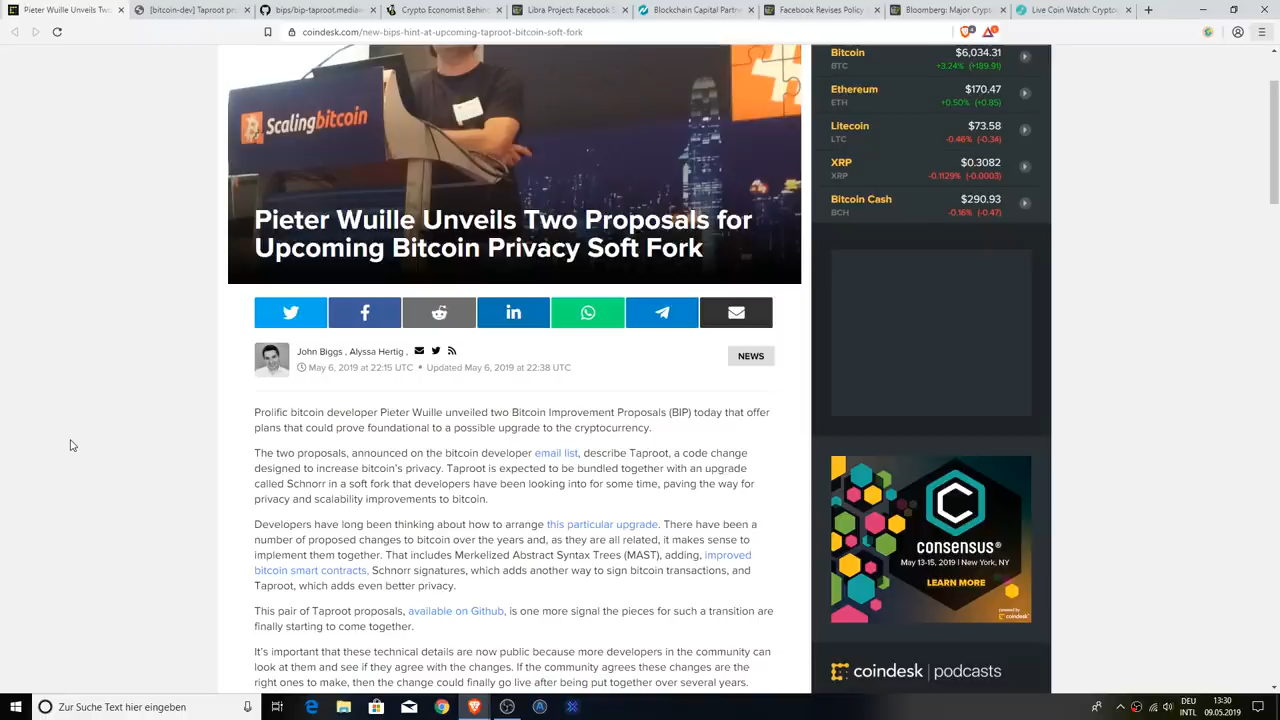 Pieter Wuille Unveils Two
[bitcoin-dev] Taproot pro
bips/bip-taproot.mediaw
Crypto Economist Behin
Libra Project: Facebook S
Blockchain Capital Partn
Facebook Revises Policy
Bloomberg: Major Crypt
Live Coin Watch: Crypto
coindesk.com/new-bips-hint-at-upcoming-taproot-bitcoin-soft-fork
Scalingbitcoin
Pieter Wuille Unveils Two Proposals for
Upcoming Bitcoin Privacy Soft Fork
John Biggs , Alyssa Hertig ,
May 6, 2019 at 22:15 UTC • Updated May 6, 2019 at 22:38 UTC
NEWS
Prolific bitcoin developer Pieter Wuille unveiled two Bitcoin Improvement Proposals (BIP) today that offer
plans that could prove foundational to a possible upgrade to the cryptocurrency.
The two proposals, announced on the bitcoin developer email list, describe Taproot, a code change
designed to increase bitcoin's privacy. Taproot is expected to be bundled together with an upgrade
called Schnorr in a soft fork that developers have been looking into for some time, paving the way for
privacy and scalability improvements to bitcoin.
Developers have long been thinking about how to arrange this particular upgrade. There have been a
number of proposed changes to bitcoin over the years and, as they are all related, it makes sense to
implement them together. That includes Merkelized Abstract Syntax Trees (MAST), adding, improved
bitcoin smart contracts, Schnorr signatures, which adds another way to sign bitcoin transactions, and
Taproot, which adds even better privacy.
This pair of Taproot proposals, available on Github, is one more signal the pieces for such a transition are
finally starting to come together.
It's important that these technical details are now public because more developers in the community can
look at them and see if they agree with the changes. If the community agrees these changes are the
right ones to make, then the change could finally go live after being put together over several years.
Bitcoin $6,034.31
BTC +3.24% (+189.91)
Ethereum $170.47
ETH +0.50% (+0.85)
Litecoin $73.58
LTC -0.46% (-0.34)
XRP $0.3082
XRP -0.1129% (-0.0003)
Bitcoin Cash $290.93
BCH -0.16% (-0.47)
CONSENSUS®
May 13-15, 2019 | New York, NY
LEARN MORE
powered by
coindesk
coindesk | podcasts
Zur Suche Text hier eingeben
DEU
INTL
13:30
09.05.2019